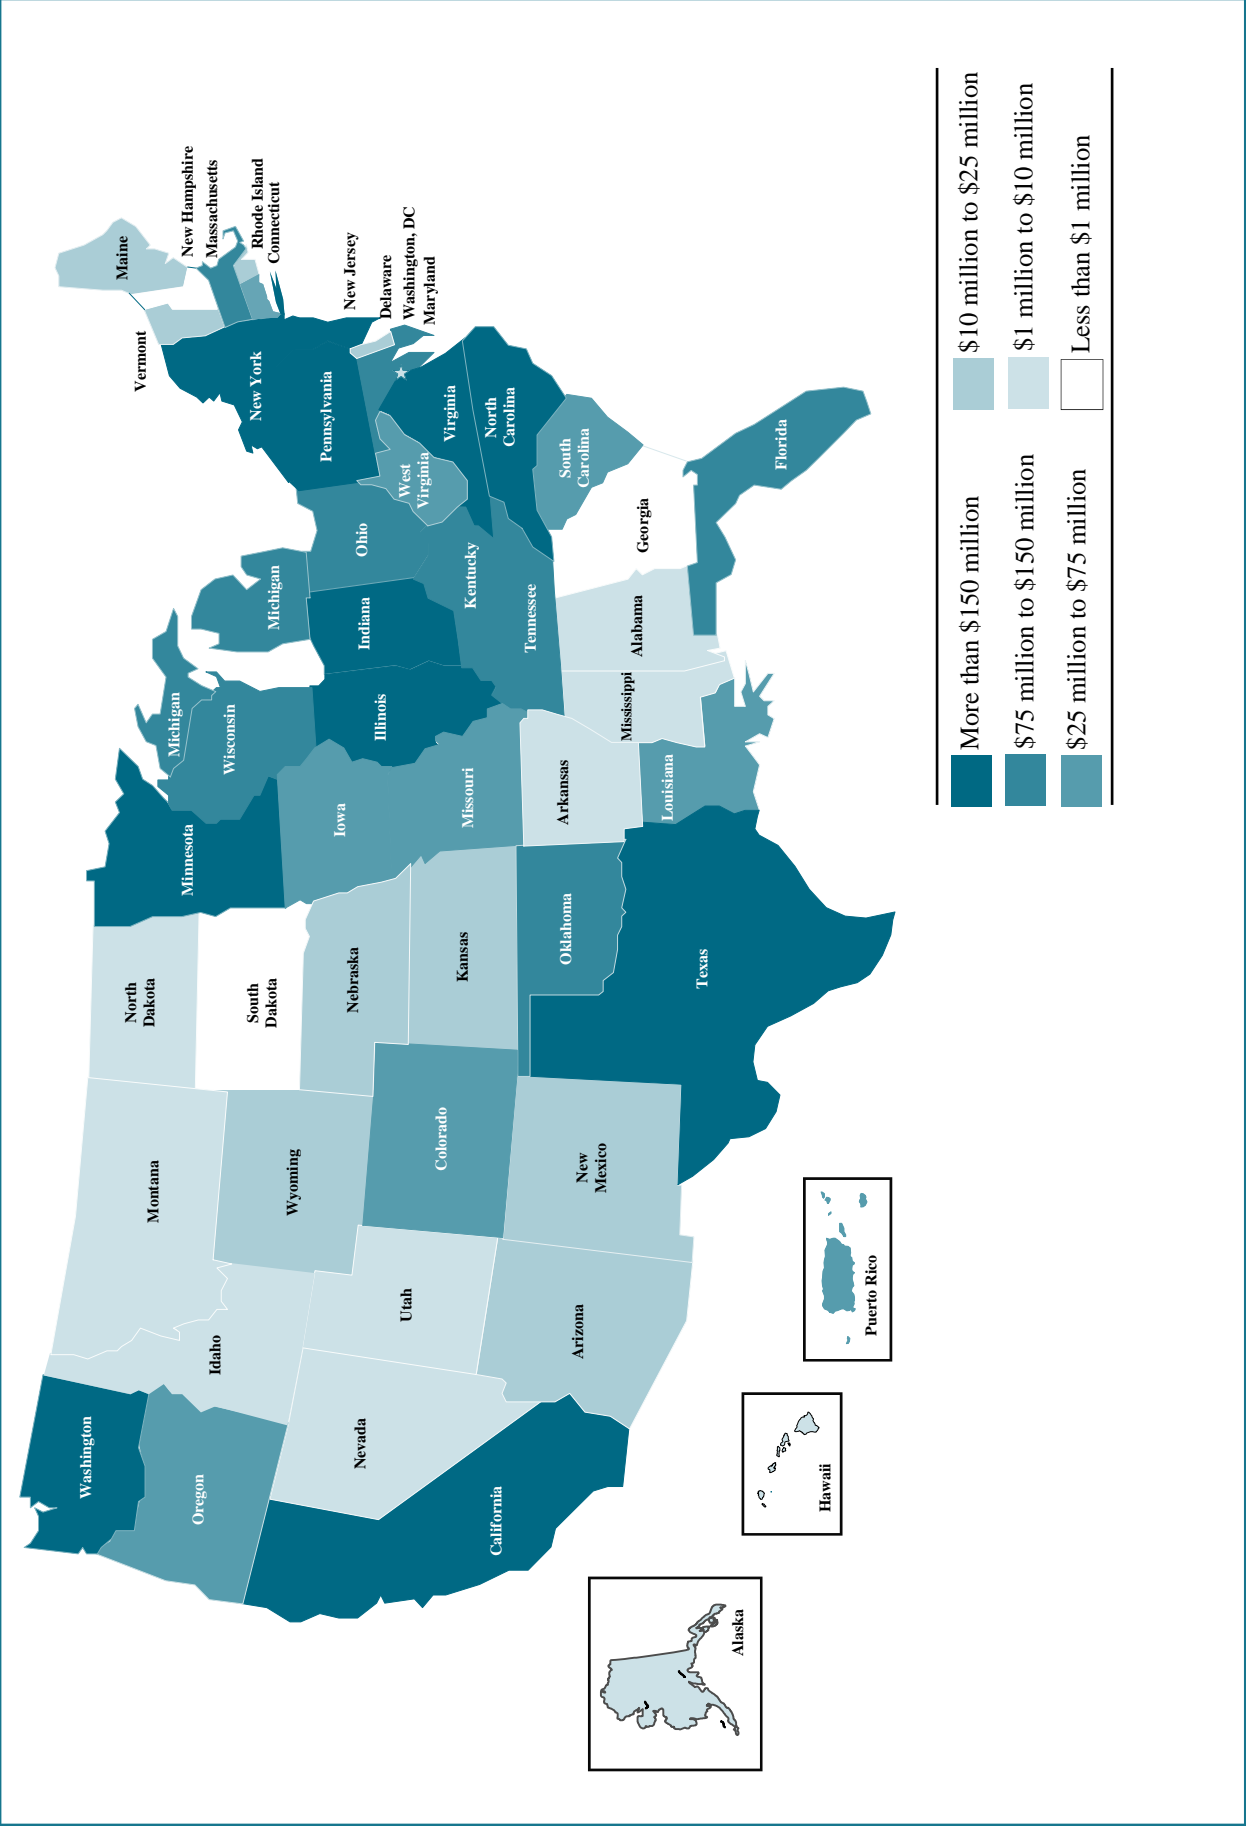 Washington
Oregon
California
Idaho
Nevada
Montana
Utah
Arizona
Wyoming
Colorado
New
Mexico
North
Dakota
South
Dakota
Nebraska
Kansas
Oklahoma
Texas
Minnesota
Iowa
Missouri
Arkansas
Louisiana
Wisconsin
Michigan
Michigan
Illinois
Indiana
Ohio
Kentucky
Tennessee
Mississippi
Alabama
Georgia
Florida
South
Carolina
North
Carolina
Virginia
West
Virginia
Pennsylvania
New York
Vermont
Maine
New Hampshire
Massachusetts
Rhode Island
Connecticut
New Jersey
Delaware
Washington, DC
Maryland
Alaska
Hawaii
Puerto Rico
More than $150 million
$75 million to $150 million
$25 million to $75 million
$10 million to $25 million
$1 million to $10 million
Less than $1 million